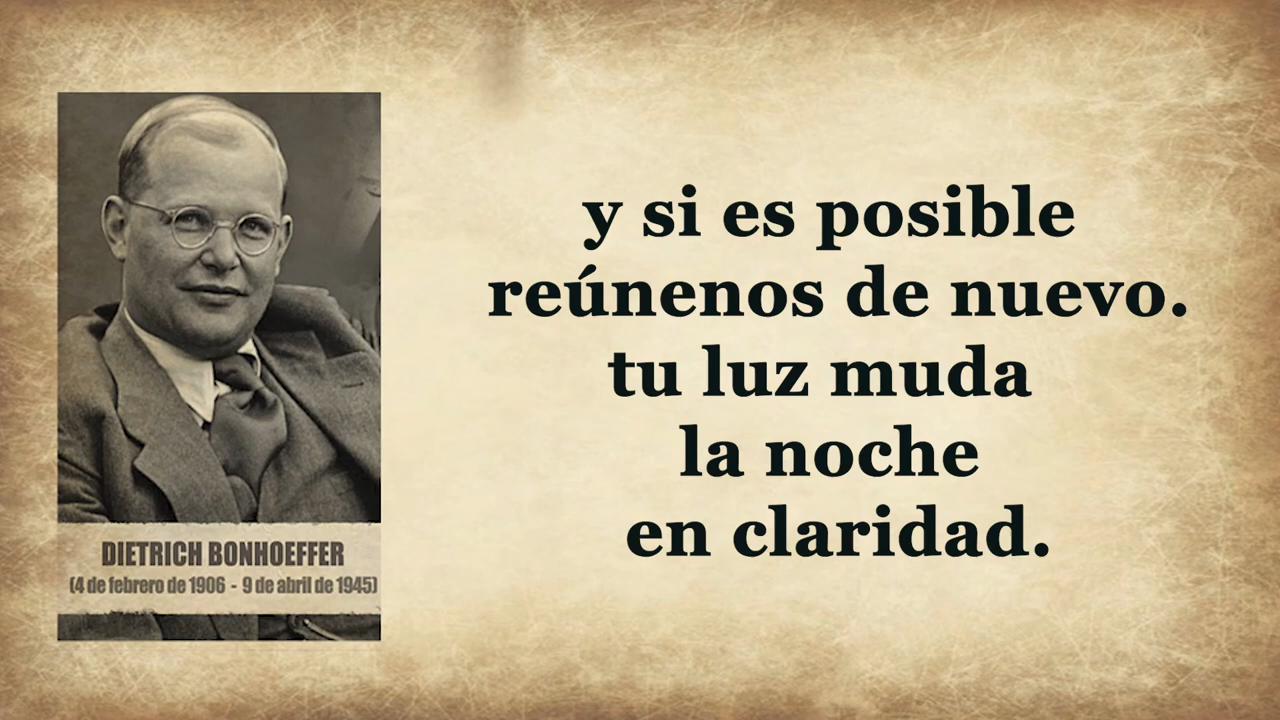 y si es posible
reúnenos de nuevo.
tu luz muda
la noche
en claridad.
DIETRICH BONHOEFFER
(4 de febrero de 1906 - 9 de abril de 1945)